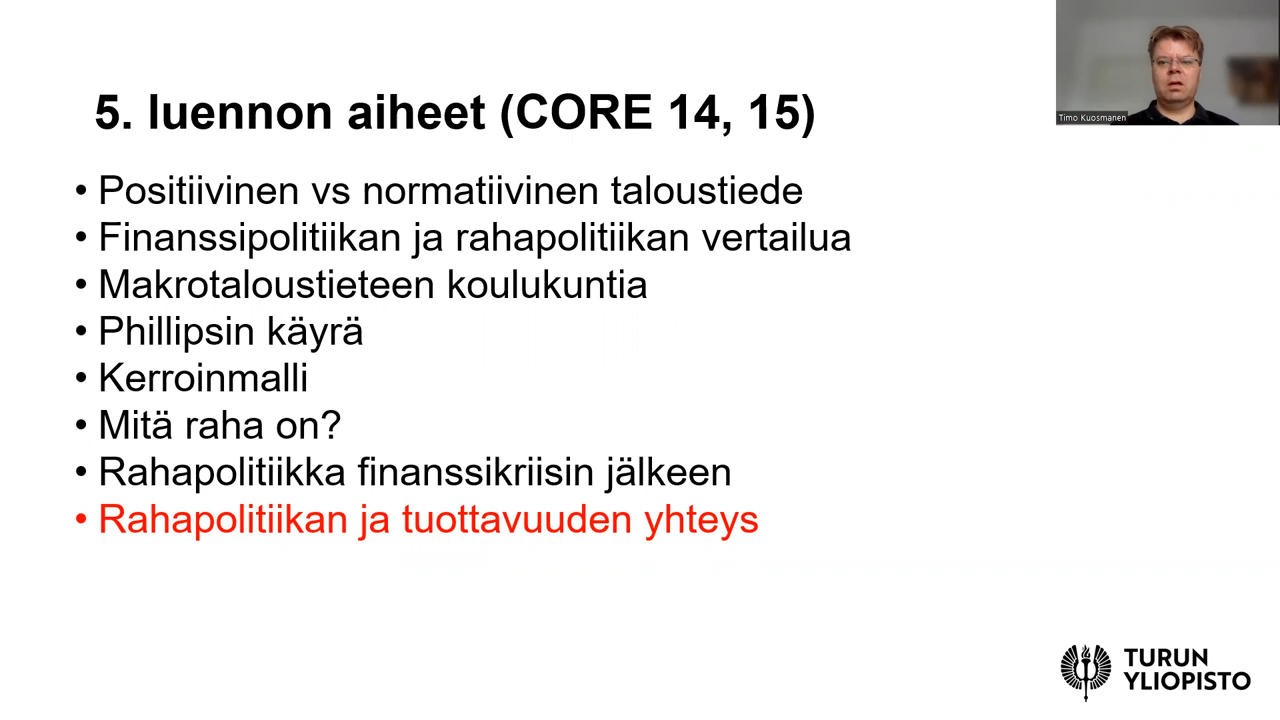 5. luennon aiheet (CORE 14, 15)
• Positiivinen vs normatiivinen taloustiede
• Finanssipolitiikan ja rahapolitiikan vertailua
• Makrotaloustieteen koulukuntia
• Phillipsin käyrä
• Kerroinmalli
• Mitä raha on?
• Rahapolitiikka finanssikriisin jälkeen
• Rahapolitiikan ja tuottavuuden yhteys
Timo Kuosmanen
TURUN
YLIOPISTO